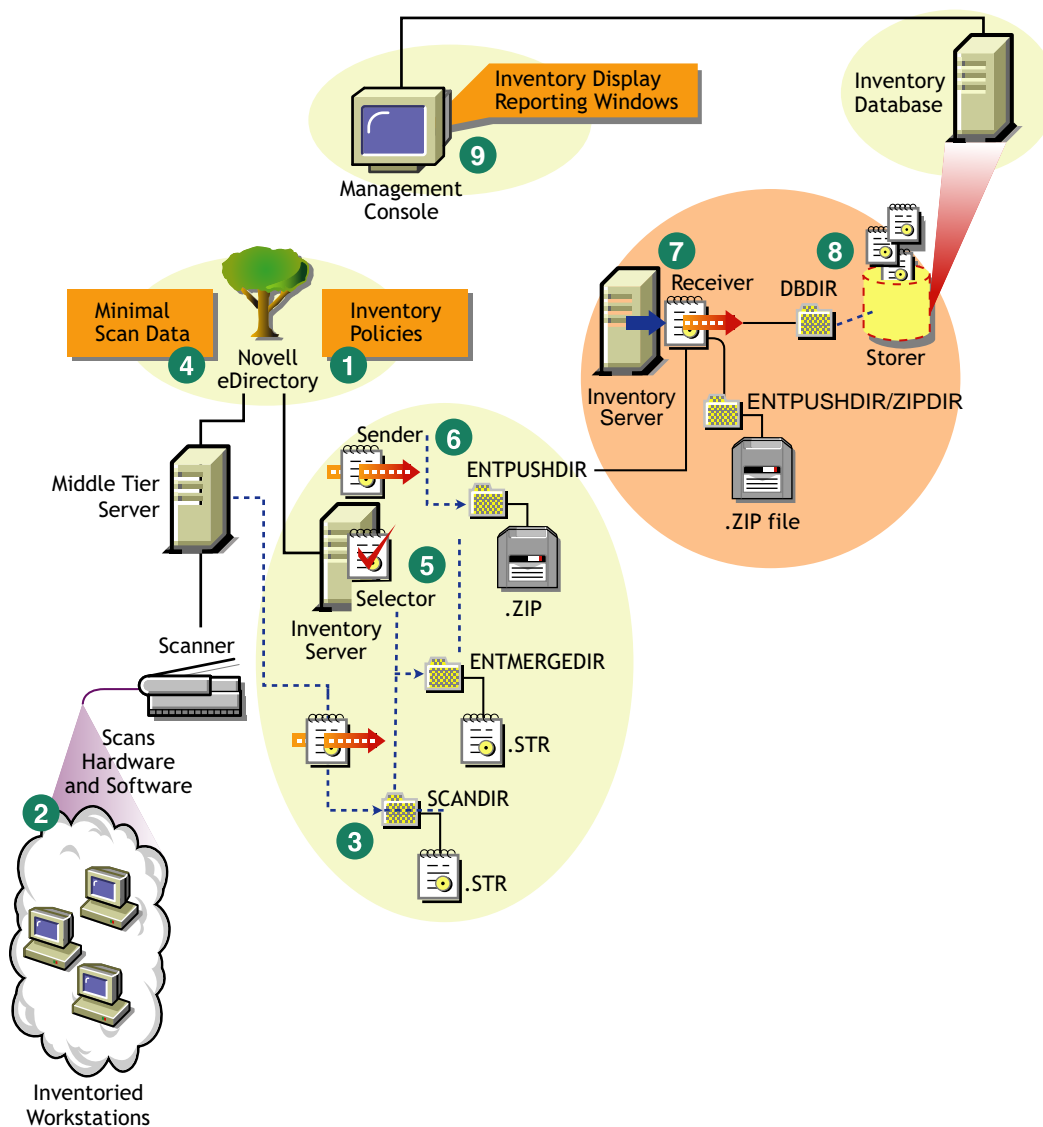 Inventory Display
Reporting Windows
Inventory
Database
9
Management
Console
7
8
Receiver
DBDIR
Storer
Minimal
Scan Data
Inventory
Policies
4
1
Novell
eDirectory
Inventory
Server
ENTPUSHDIR/ZIPDIR
.ZIP file
Sender
6
ENTPUSHDIR
Middle Tier
Server
5
Selector
.ZIP
Inventory
Server
Scanner
ENTMERGEDIR
.STR
Scans
Hardware
and Software
SCANDIR
2
3
.STR
Inventoried
Workstations